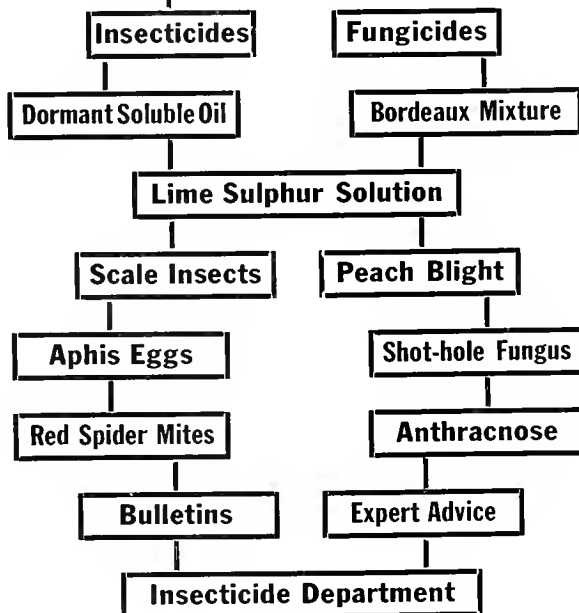 Insecticides
Fungicides
Dormant Soluble Oil
Bordeaux Mixture
Lime Sulphur Solution
Scale Insects
Peach Blight
Aphis Eggs
Shot-hole Fungus
Red Spider Mites
Anthracnose
Bulletins
Expert Advice
Insecticide Department